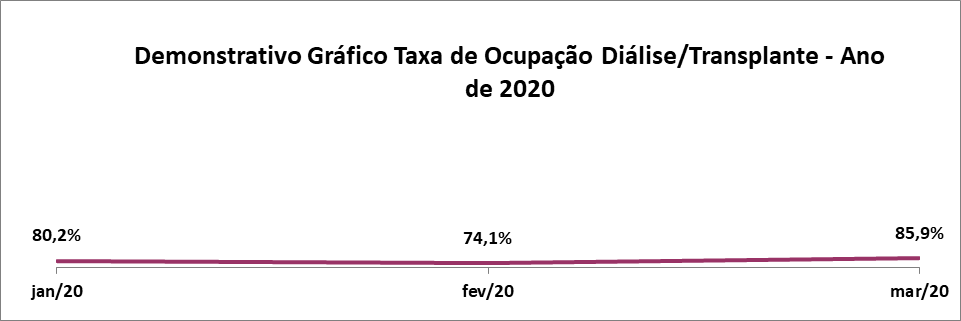 Demonstrativo Gráfico Taxa de Ocupação Diálise/Transplante - Ano
de 2020
80,2%
74,1%
85,9%
jan/20
fev/20
mar/20